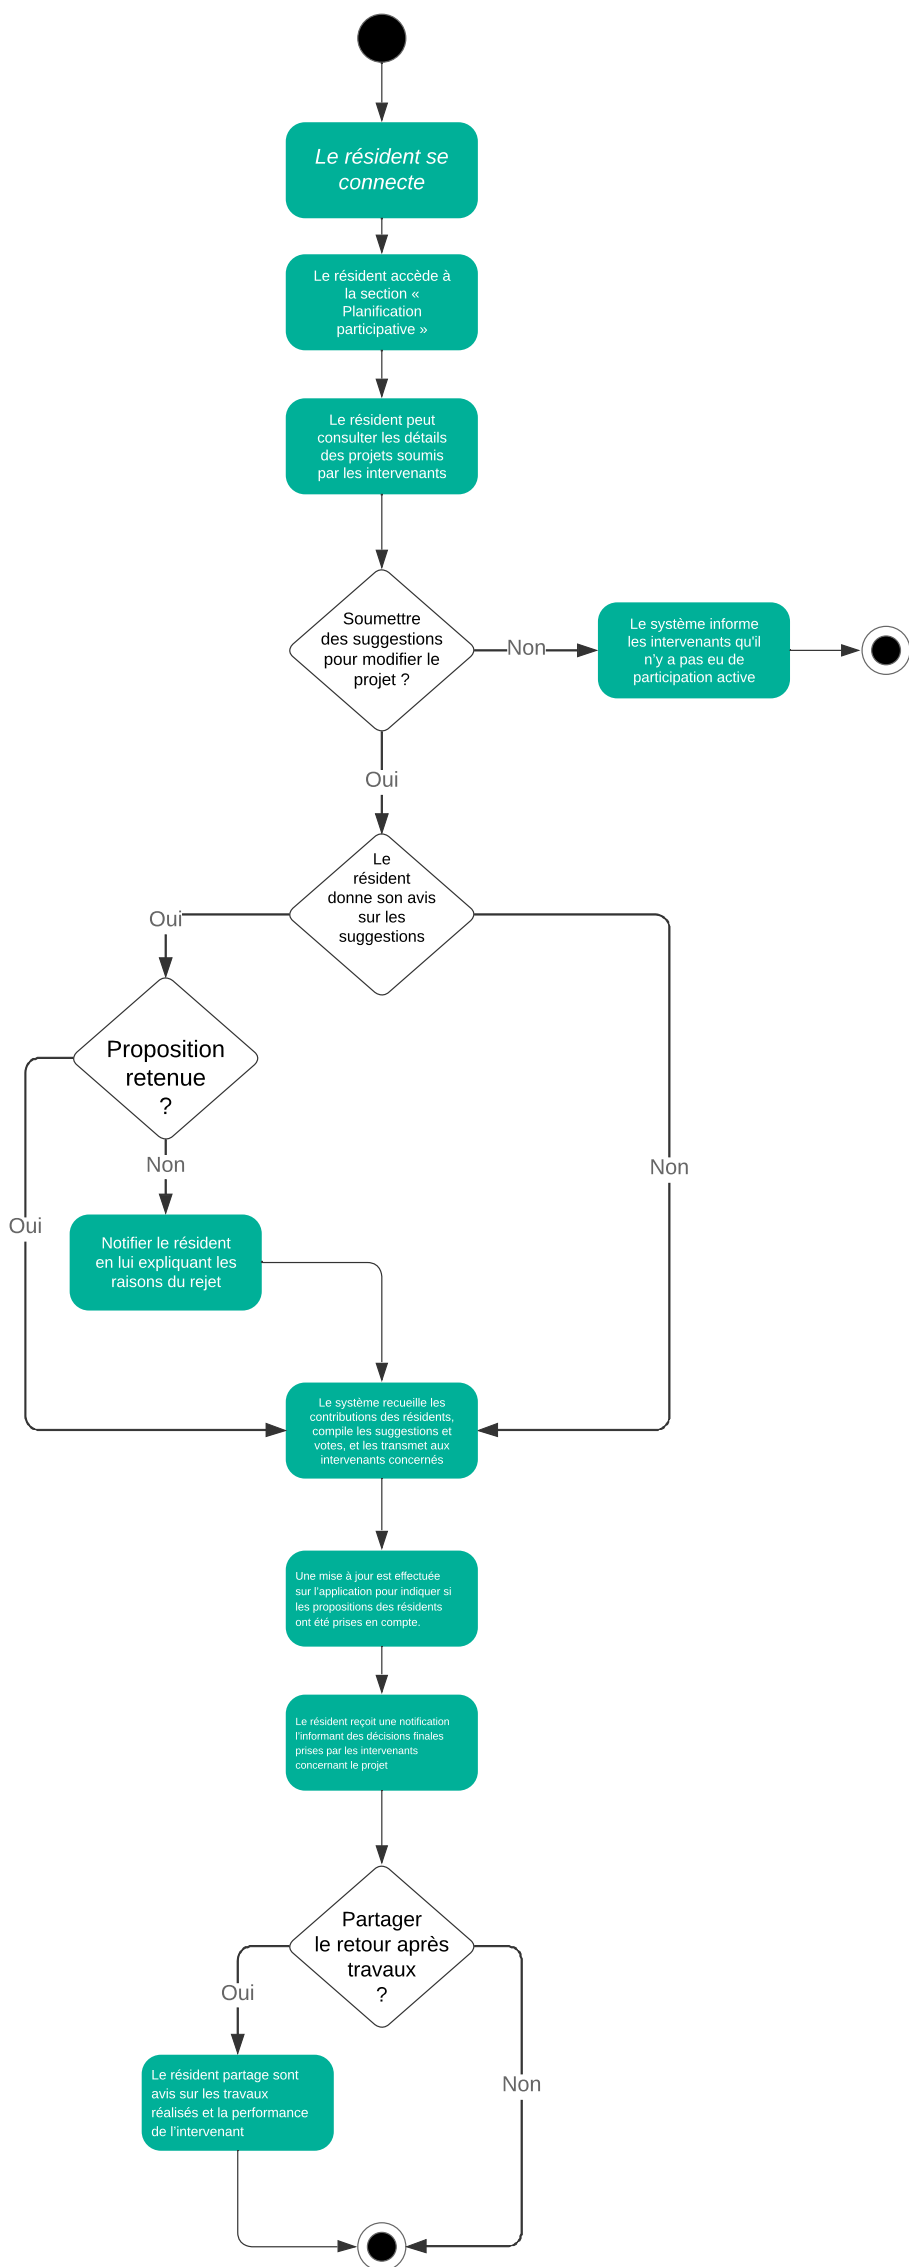 Le résident se
connecte
Le résident accède à
la section «
Planification
participative »
Le résident peut
consulter les détails
des projets soumis
par les intervenants
Soumettre
des suggestions
pour modifier le
projet ?
Non
Le système informe
les intervenants qu'il
n'y a pas eu de
participation active
Oui
Le
résident
donne son avis
sur les
suggestions
Oui
Proposition
retenue
?
Non
Non
Oui
Notifier le résident
en lui expliquant les
raisons du rejet
Le système recueille les
contributions des résidents,
compile les suggestions et
votes, et les transmet aux
intervenants concernés
Une mise à jour est effectuée
sur l'application pour indiquer si
les propositions des résidents
ont été prises en compte.
Le résident reçoit une notification
l'informant des décisions finales
prises par les intervenants
concernant le projet
Partager
le retour après
travaux
?
Oui
Non
Le résident partage sont
avis sur les travaux
réalisés et la performance
de l'intervenant